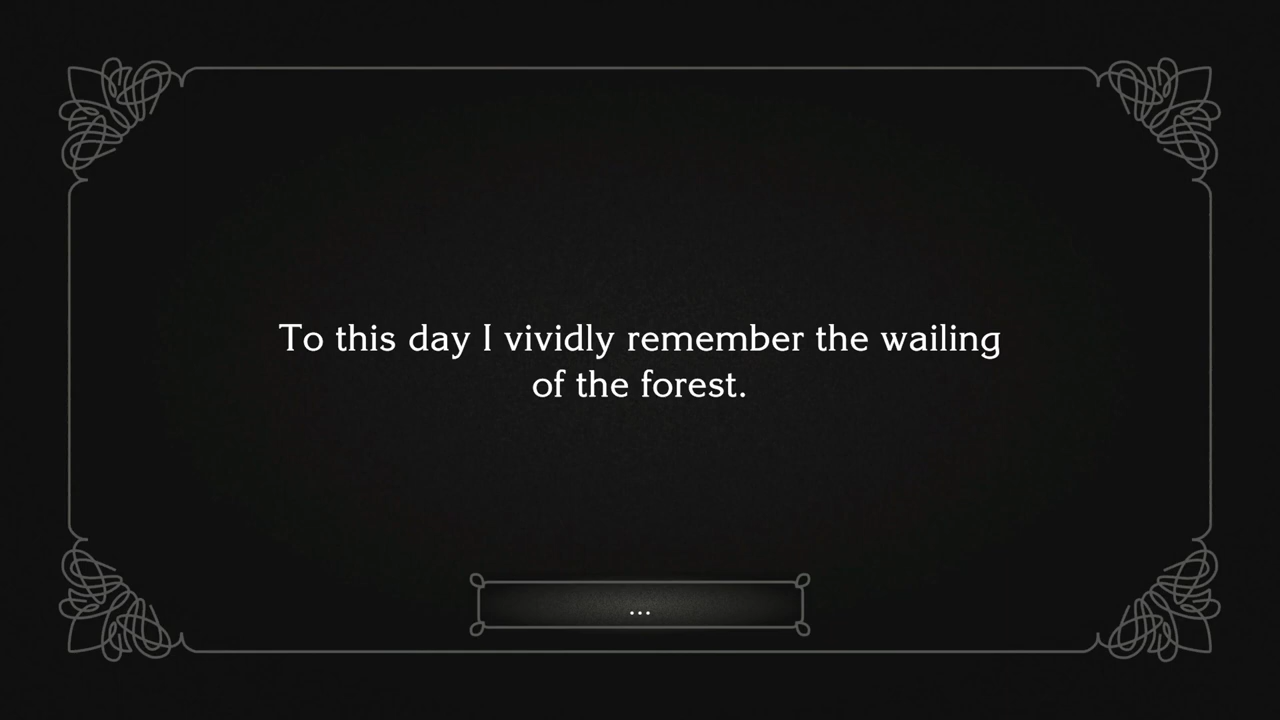 To this day I vividly remember the wailing
of the forest.
...